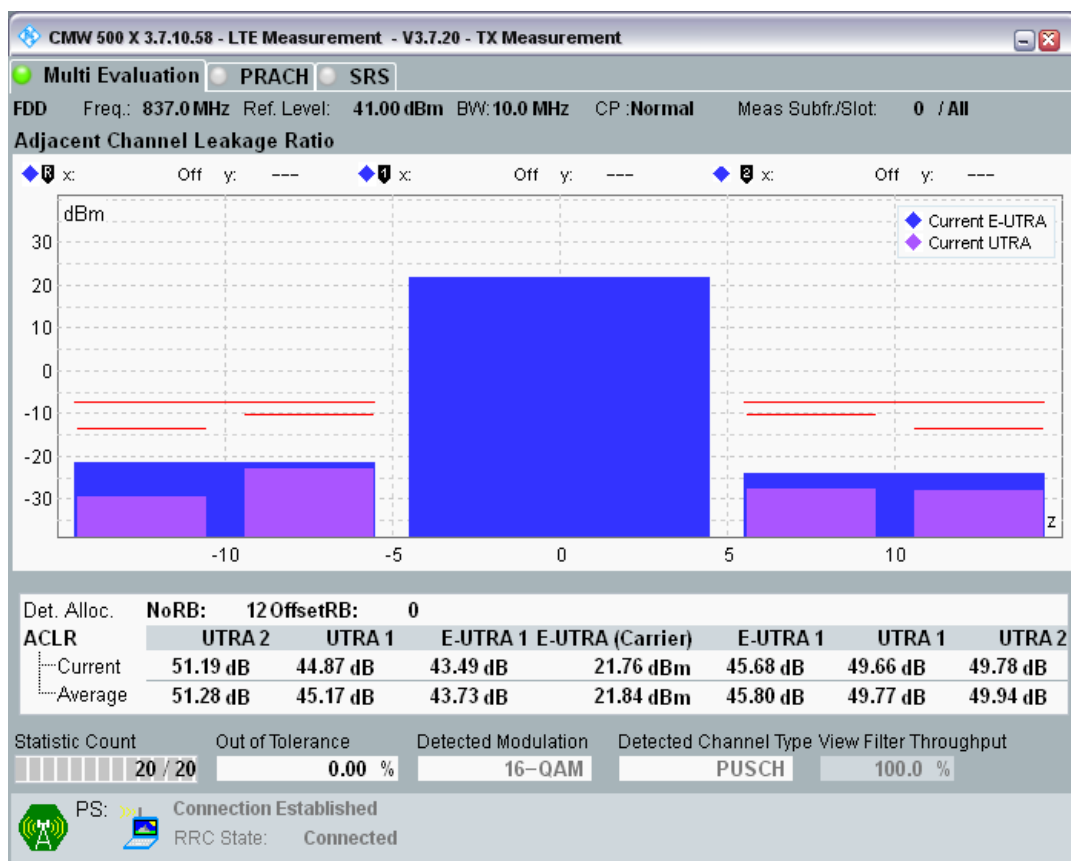 CMW 500 X 3.7.10.58 - LTE Measurement - V3.7.20 - TX Measurement
Multi Evaluation PRACH SRS
FDD Freq.: 837.0 MHz Ref. Level: 41.00 dBm BW: 10.0 MHz CP :Normal Meas Subfr./Slot: 0 / All
Adjacent Channel Leakage Ratio
R x: Off y: --- 1 x: Off y: --- 2 x: Off y: ---
dBm
Current E-UTRA
Current UTRA
30
20
10
0
-10
-20
-30
z
-10 -5 0 5 10
Det. Alloc. NoRB: 12 OffsetRB: 0
ACLR UTRA 2 UTRA 1 E-UTRA 1 E-UTRA (Carrier) E-UTRA 1 UTRA 1 UTRA 2
Current 51.19 dB 44.87 dB 43.49 dB 21.76 dBm 45.68 dB 49.66 dB 49.78 dB
Average 51.28 dB 45.17 dB 43.73 dB 21.84 dBm 45.80 dB 49.77 dB 49.94 dB
Statistic Count Out of Tolerance Detected Modulation Detected Channel Type View Filter Throughput
20 / 20 0.00 % 16-QAM PUSCH 100.0 %
PS: Connection Established
RRC State: Connected